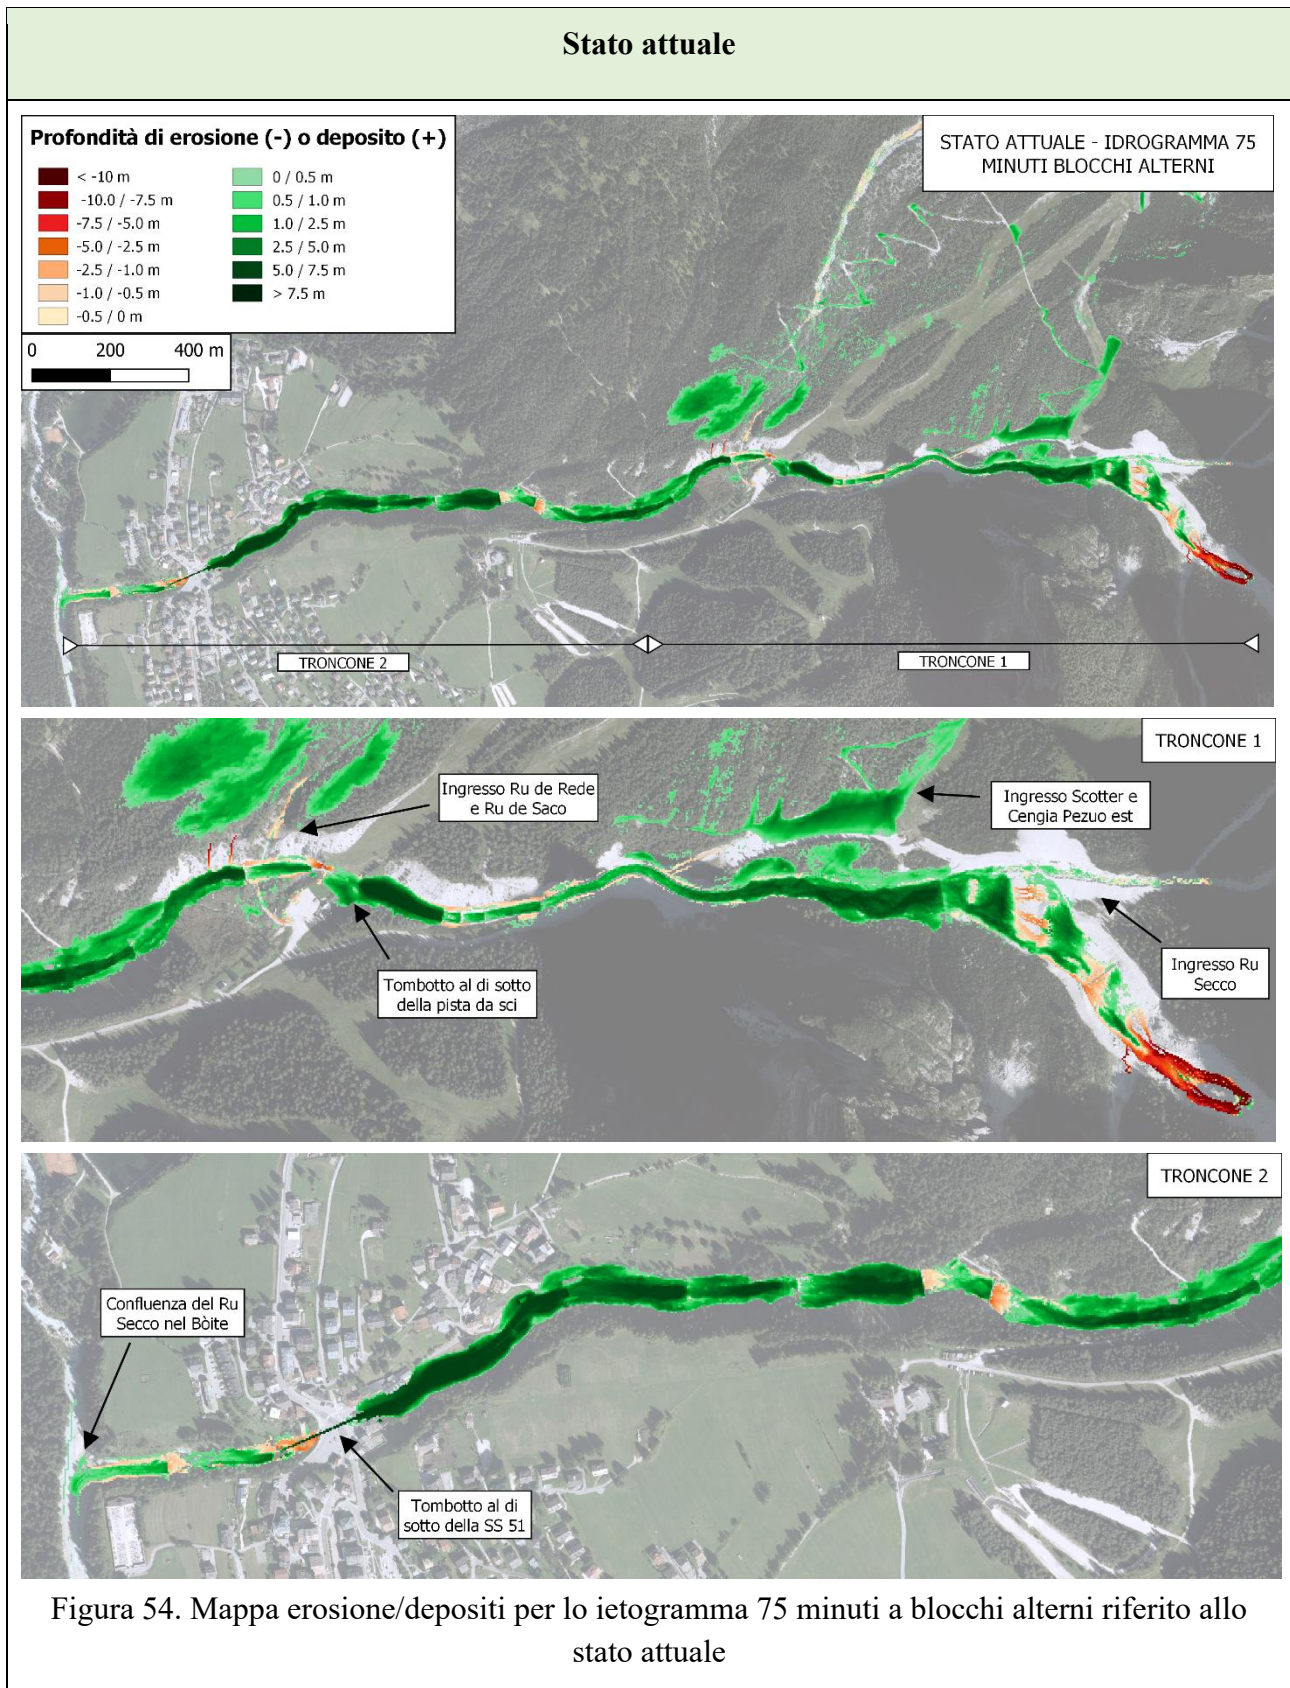 Stato attuale
Profondità di erosione (-) o deposito (+)
< -10 m
-10.0 / -7.5 m
-7.5 / -5.0 m
-5.0 / -2.5 m
-2.5 / -1.0 m
-1.0 / -0.5 m
-0.5 / 0 m
0 / 0.5 m
0.5 / 1.0 m
1.0 / 2.5 m
2.5 / 5.0 m
5.0 / 7.5 m
> 7.5 m
0 200 400 m
STATO ATTUALE - IDROGRAMMA 75
MINUTI BLOCCHI ALTERNI
TRONCONE 2
TRONCONE 1
TRONCONE 1
Ingresso Ru de Rede
e Ru de Saco
Ingresso Scotter e
Cengia Pezuo est
Tombotto al di sotto
della pista da sci
Ingresso Ru
Secco
TRONCONE 2
Confluenza del Ru
Secco nel Bòite
Tombotto al di
sotto della SS 51
Figura 54. Mappa erosione/depositi per lo ietogramma 75 minuti a blocchi alterni riferito allo
stato attuale